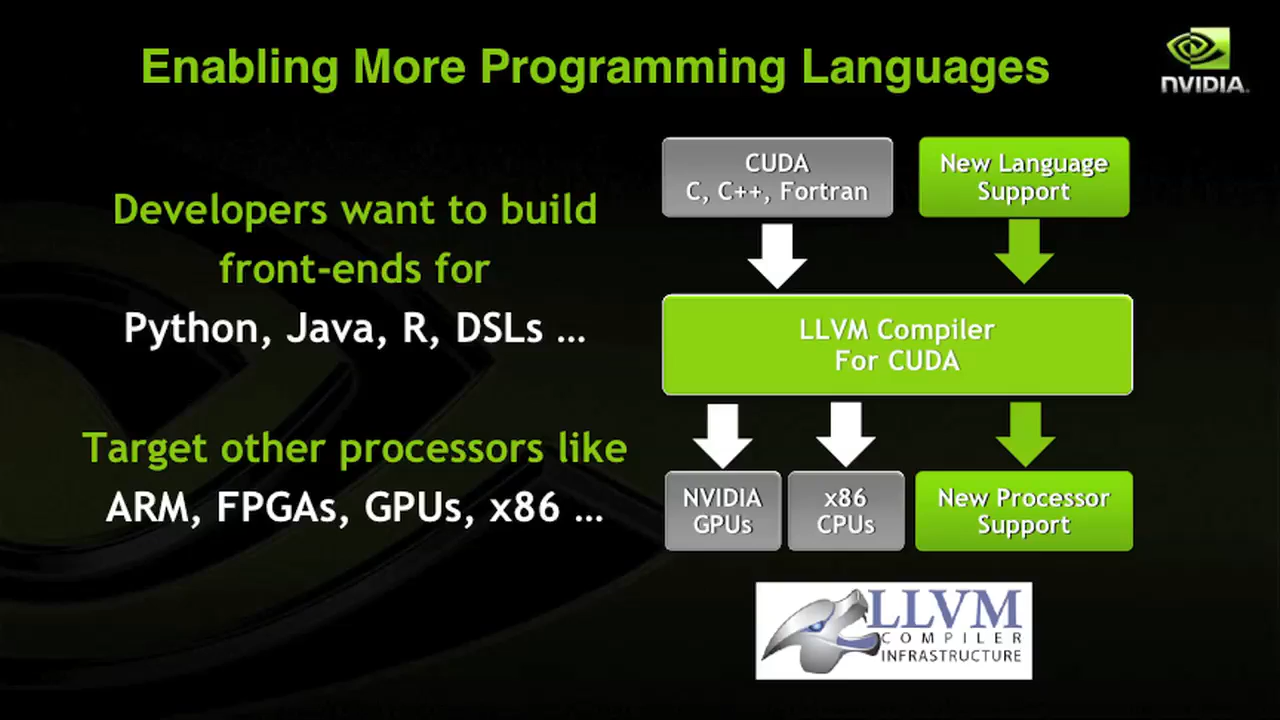 Enabling More Programming Languages
NVIDIA
Developers want to build
front-ends for
Python, Java, R, DSLs ...
Target other processors like
ARM, FPGAs, GPUs, x86 ...
CUDA
C, C++, Fortran
New Language
Support
LLVM Compiler
For CUDA
NVIDIA
GPUs
x86
CPUs
New Processor
Support
LLVM
COMPILER
INFRASTRUCTURE